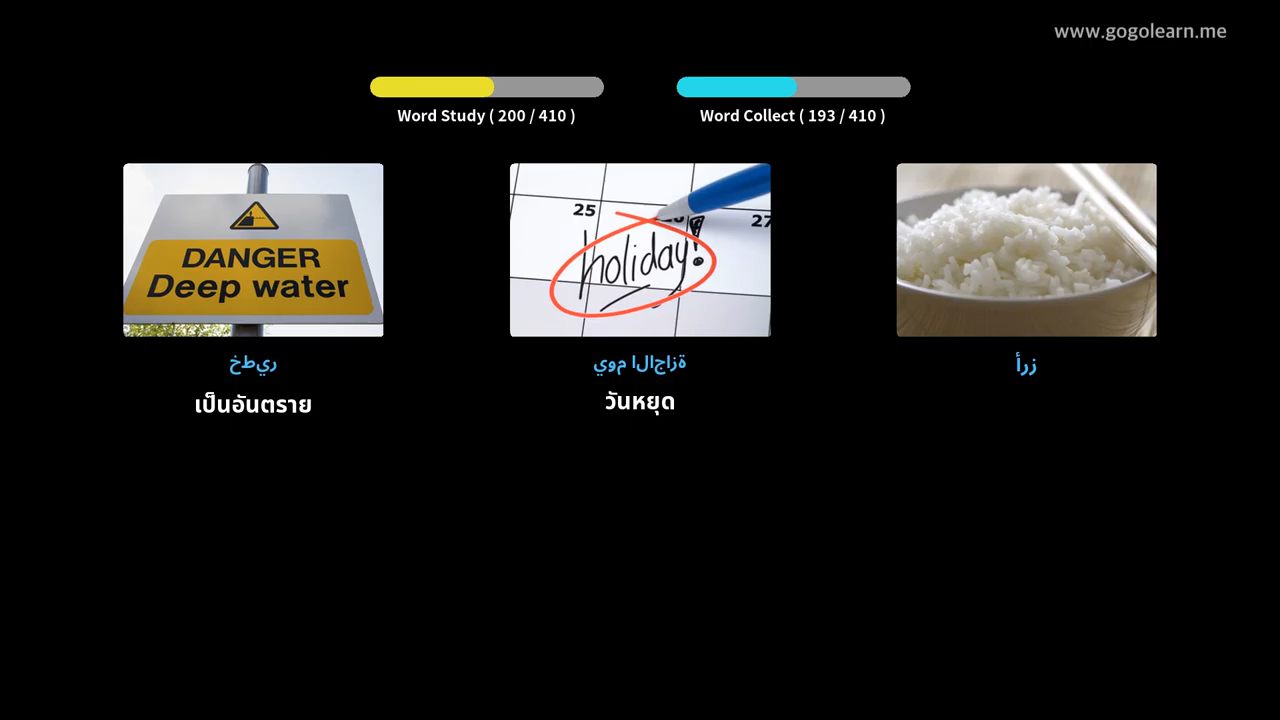 www.gogolearn.me
Word Study ( 200 / 410 )
Word Collect ( 193 / 410 )
DANGER
Deep water
25
27
holiday!
خطير
يوم الاجازة
أرز
เป็นอันตราย
วันหยุด